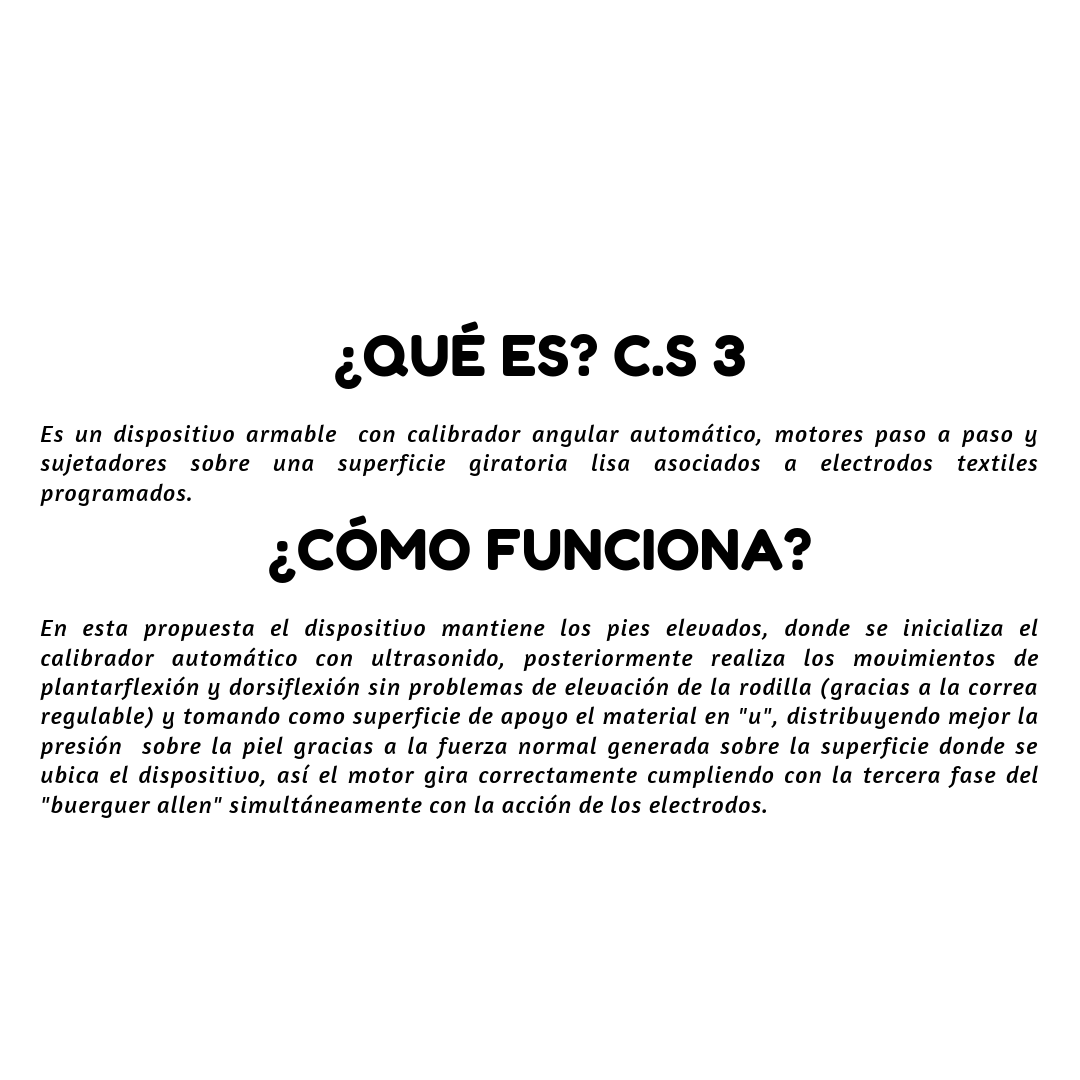 ¿QUÉ ES? C.S 3
Es un dispositivo armable con calibrador angular automático, motores paso a paso y
sujetadores sobre una superficie giratoria lisa asociados a electrodos textiles
programados.
¿CÓMO FUNCIONA?
En esta propuesta el dispositivo mantiene los pies elevados, donde se inicializa el
calibrador automático con ultrasonido, posteriormente realiza los movimientos de
plantarflexión y dorsiflexión sin problemas de elevación de la rodilla (gracias a la correa
regulable) y tomando como superficie de apoyo el material en "u", distribuyendo mejor la
presión sobre la piel gracias a la fuerza normal generada sobre la superficie donde se
ubica el dispositivo, así el motor gira correctamente cumpliendo con la tercera fase del
"buerguer allen" simultáneamente con la acción de los electrodos.